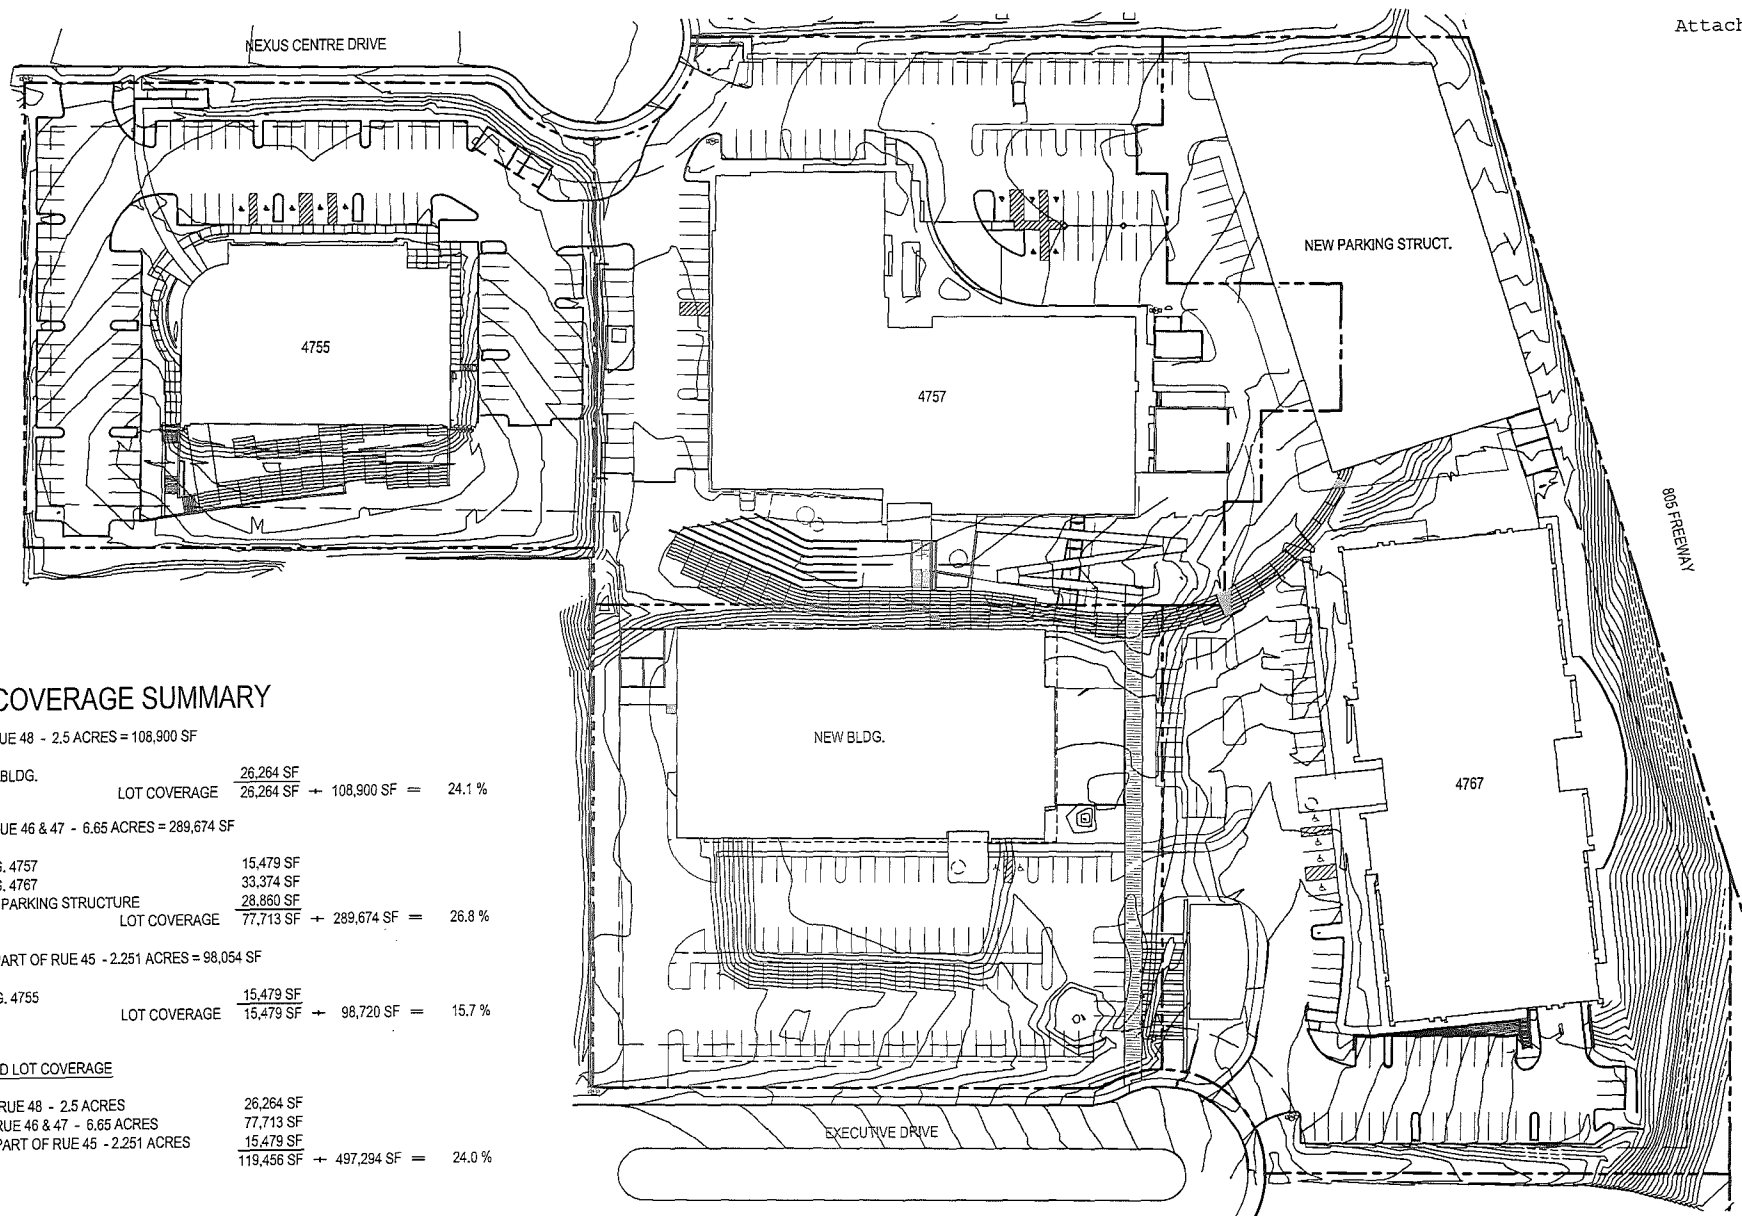 Attach
NEXUS CENTRE DRIVE
NEW PARKING STRUCT.
4755
4757
805 FREEWAY
M
NEW BLDG.
4767
EXECUTIVE DRIVE
COVERAGE SUMMARY
UE 48 - 2.5 ACRES = 108,900 SF
BLDG. 26,264 SF
LOT COVERAGE 26,264 SF ÷ 108,900 SF = 24.1 %
UE 46 & 47 - 6.65 ACRES = 289,674 SF
G. 4757 15,479 SF
G. 4767 33,374 SF
PARKING STRUCTURE 28,860 SF
LOT COVERAGE 77,713 SF ÷ 289,674 SF = 26.8 %
PART OF RUE 45 - 2.251 ACRES = 98,054 SF
G. 4755 15,479 SF
LOT COVERAGE 15,479 SF ÷ 98,720 SF = 15.7 %
D LOT COVERAGE
RUE 48 - 2.5 ACRES 26,264 SF
RUE 46 & 47 - 6.65 ACRES 77,713 SF
PART OF RUE 45 - 2.251 ACRES 15,479 SF
119,456 SF ÷ 497,294 SF = 24.0 %